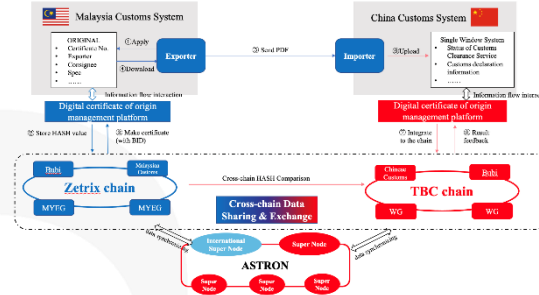 Malaysia Customs System
China Customs System
ORIGINAL
• Certificate No.
• Exporter
• Consignee
• Spec
• ……
①Apply
④Download
Exporter
⑤ Send PDF
Importer
⑥Upload
Single Window System
• Status of Customs
Clearance Service
• Customs declaration
information
• ……
Information flow interaction
Information flow interac
Digital certificate of origin
management platform
Digital certificate of origin
management platform
② Store HASH value
③ Make certificate
(with BID)
⑦ Integrate
to the chain
⑧ Result
feedback
Bubi
Malaysia
Customs
Zetrix chain
MYEG
MYEG
Cross-chain HASH Comparison
Chinese
Customs
Bubi
TBC chain
WG
WG
Cross-chain Data
Sharing & Exchange
data synchronizing
data synchronizing
International
Super Node
Super Node
ASTRON
Super
Node
Super
Node
Super
Node